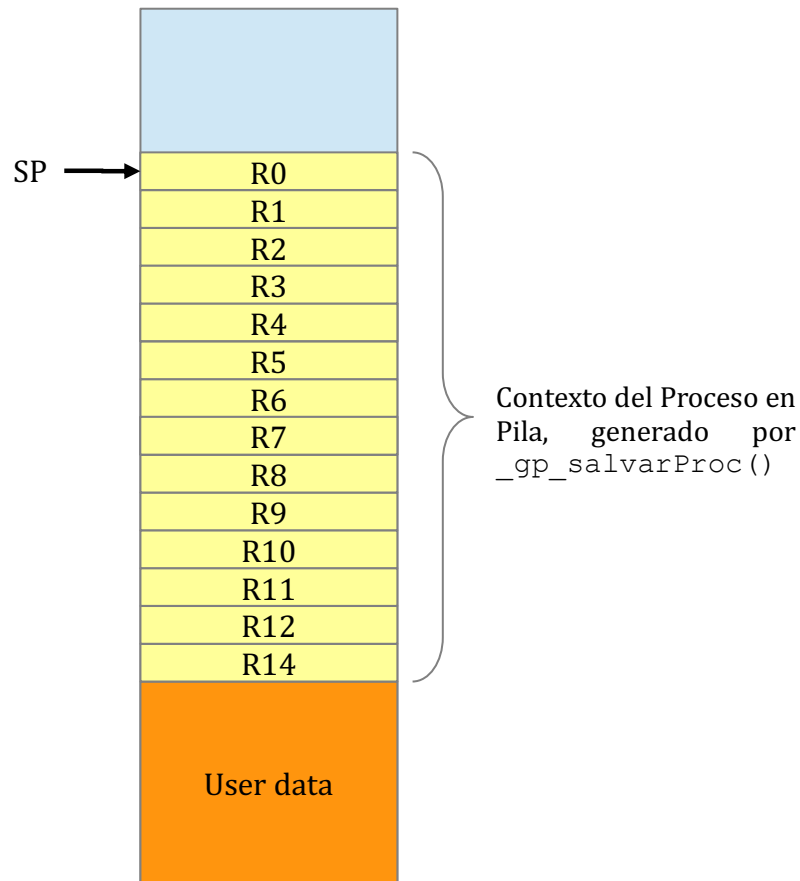 SP
R0
R1
R2
R3
R4
R5
R6
R7
R8
R9
R10
R11
R12
R14
Contexto del Proceso en
Pila, generado por
_gp_salvarProc()
User data